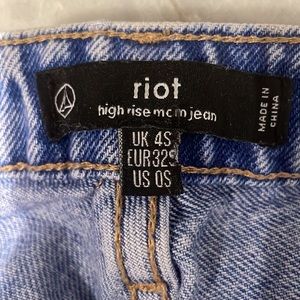 riot
high rise mom jean
MADE IN
CHINA
UK 4S
EUR 32S
US 0S